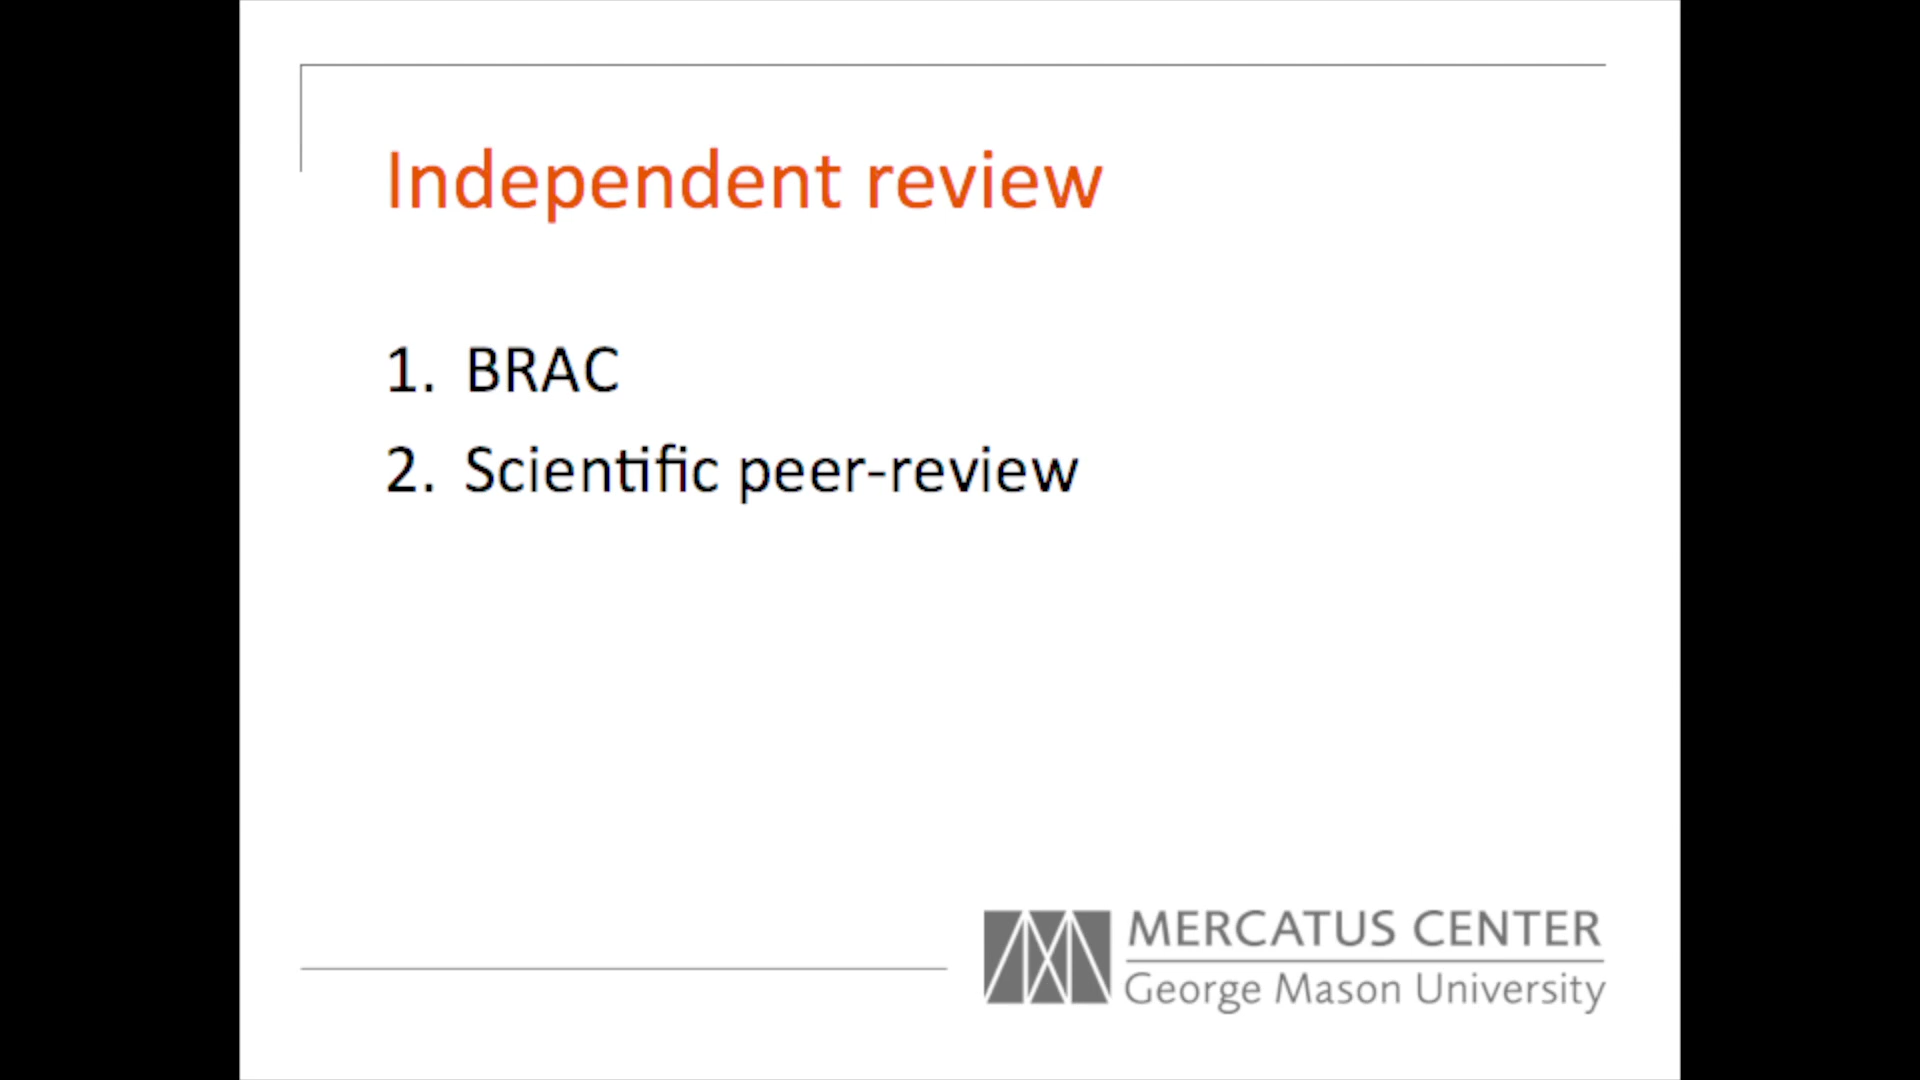 Independent review
1. BRAC
2. Scientific peer-review
MERCATUS CENTER
George Mason University